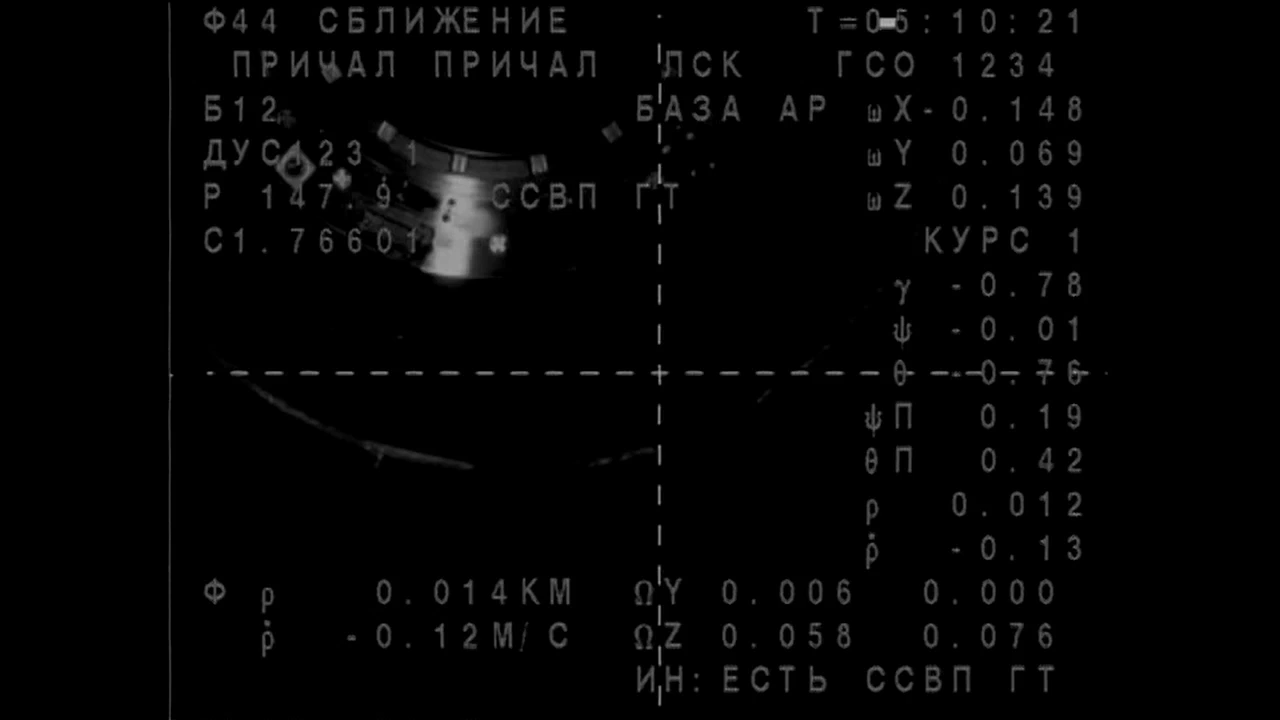 Ф44 СБЛИЖЕНИЕ T=05:10:21
ПРИЧАЛ ПРИЧАЛ ЛСК ГСО 1234
Б12 БАЗА АР ωX-0.148
ДУС123 1 ωY 0.069
Р 147.9 ССВП ГТ ωZ 0.139
С1.76601 КУРС 1
γ -0.78
ψ -0.01
θ -0.76
ψП 0.19
θП 0.42
ρ 0.012
ρ̇ -0.13
Ф ρ 0.014КМ ΩY 0.006 0.000
ρ̇ -0.12М/С ΩZ 0.058 0.076
ИН: ЕСТЬ ССВП ГТ